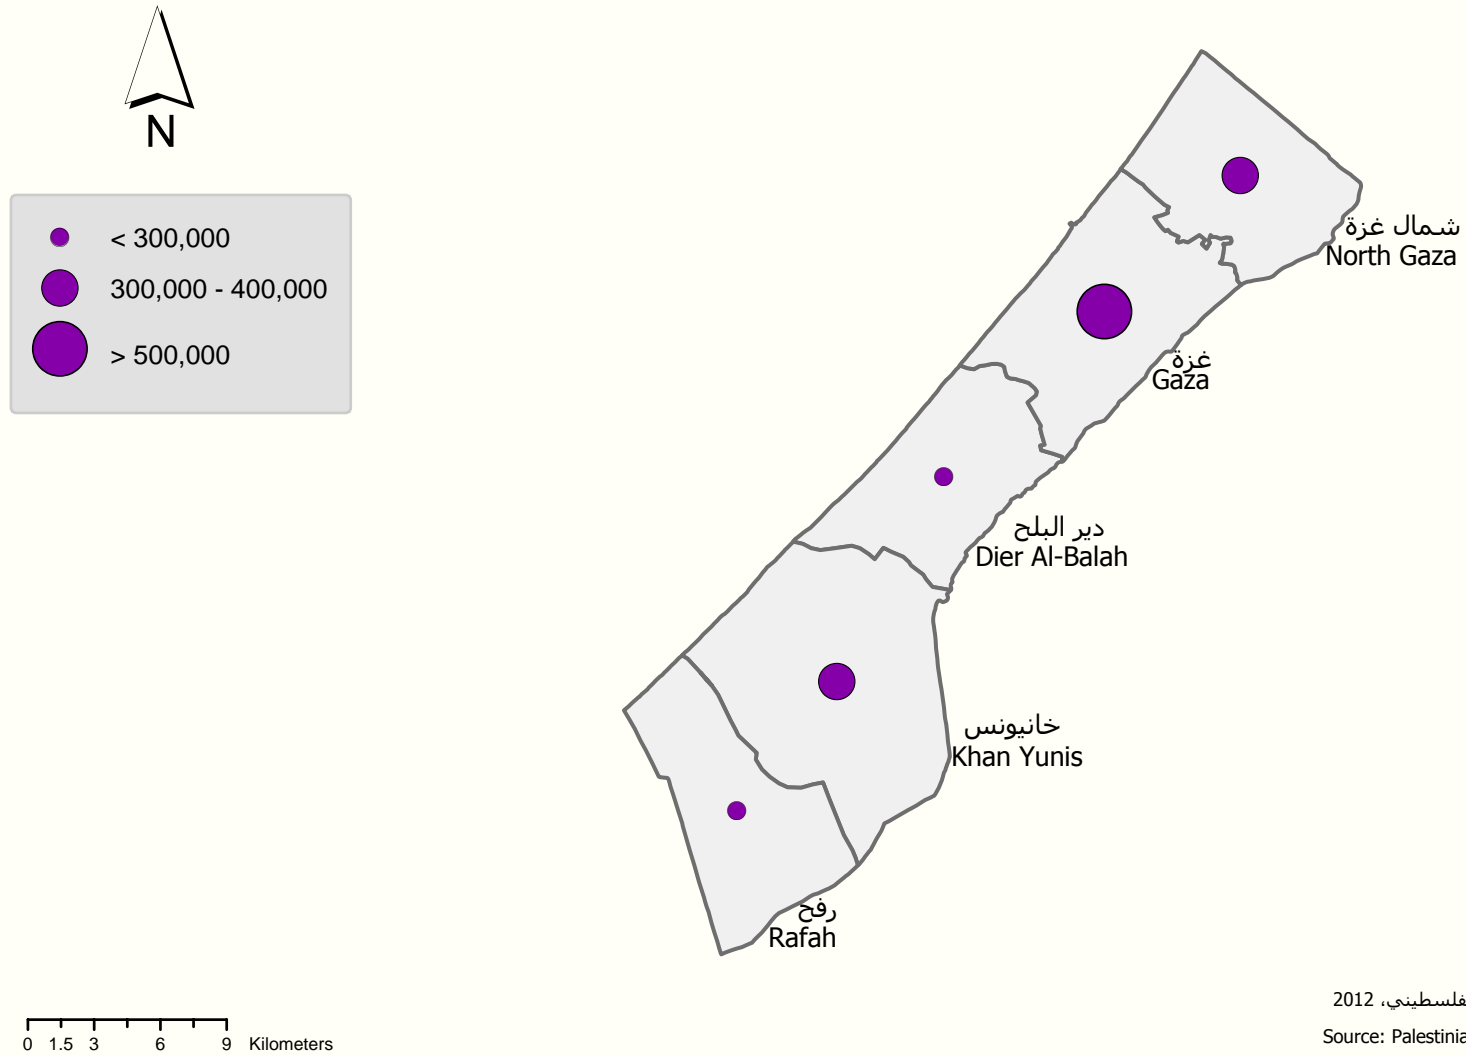 N
< 300,000
300,000 - 400,000
> 500,000
شمال غزة
North Gaza
غزة
Gaza
دير البلح
Dier Al-Balah
خانيونس
Khan Yunis
رفح
Rafah
2012 ،
Source:
0 1.5 3 6 9 Kilometers